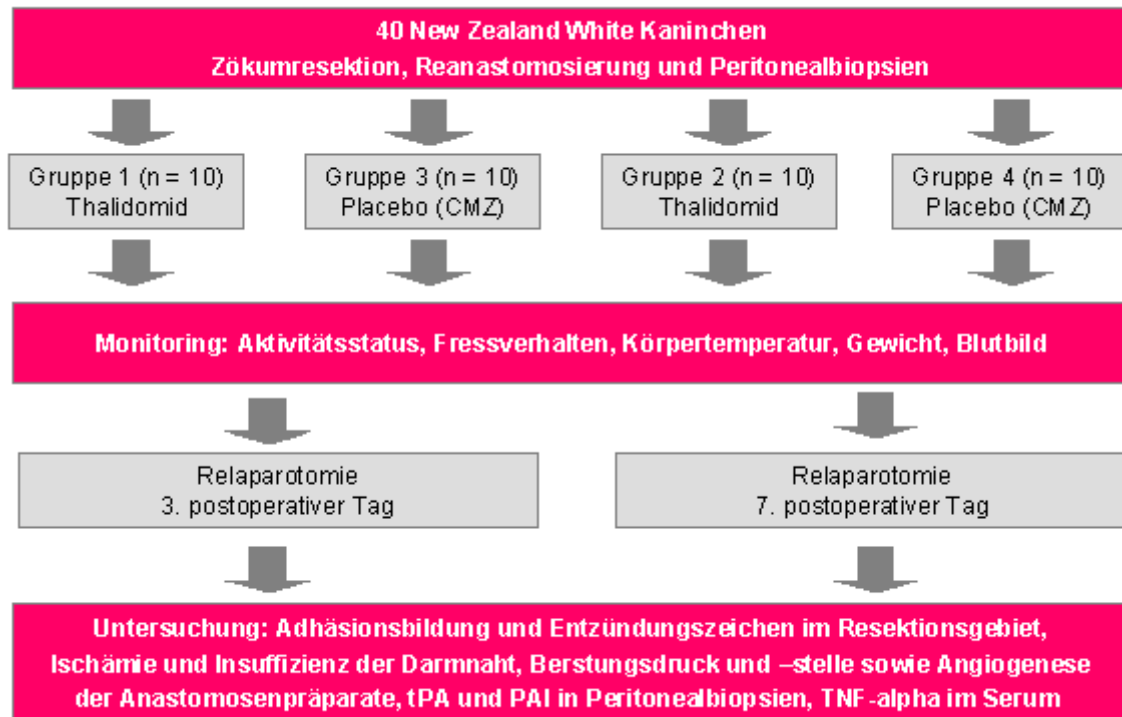 40 New Zealand White Kaninchen
Zökumresektion, Reanastomosierung und Peritonealbiopsien
Gruppe 1 (n = 10)
Thalidomid
Gruppe 3 (n = 10)
Placebo (CMZ)
Gruppe 2 (n = 10)
Thalidomid
Gruppe 4 (n = 10)
Placebo (CMZ)
Monitoring: Aktivitätsstatus, Fressverhalten, Körpertemperatur, Gewicht, Blutbild
Relaparotomie
3. postoperativer Tag
Relaparotomie
7. postoperativer Tag
Untersuchung: Adhäsionsbildung und Entzündungszeichen im Resektionsgebiet,
Ischämie und Insuffizienz der Darmnaht, Berstungsdruck und –stelle sowie Angiogenese
der Anastomosenpräparate, tPA und PAI in Peritonealbiopsien, TNF-alpha im Serum